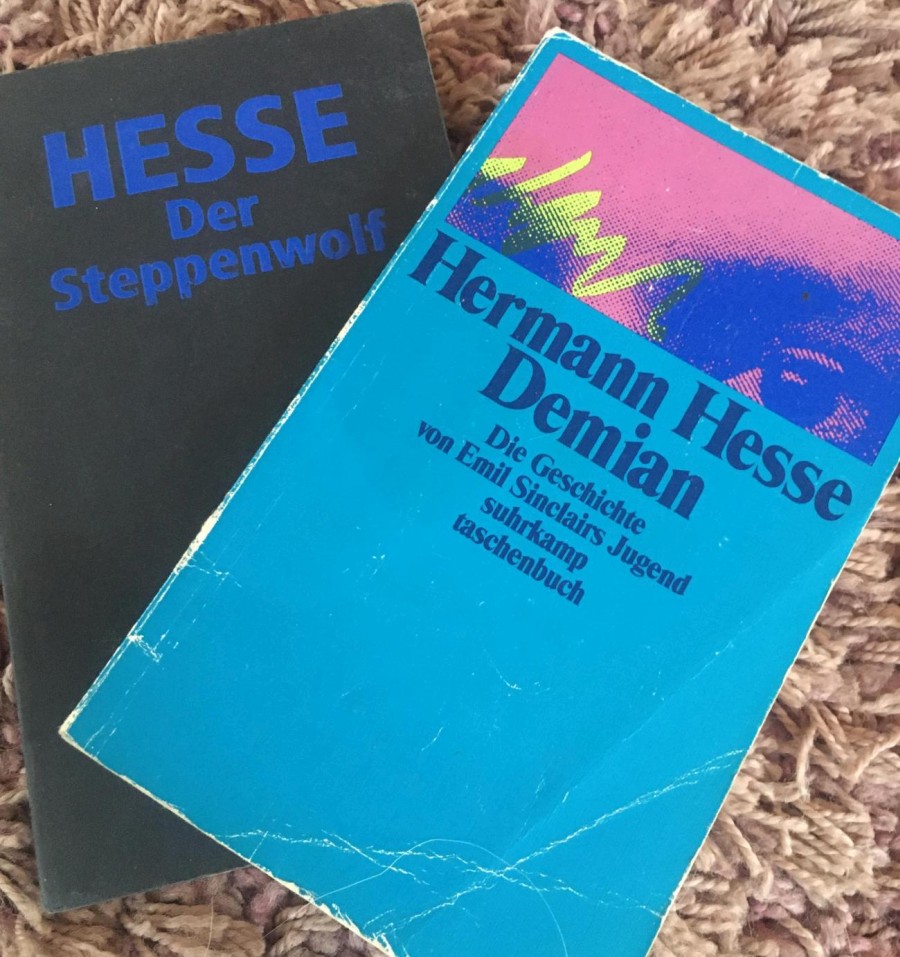 HESSE
Der
Steppenwolf
Hermann Hesse
Demian
Die Geschichte
von Emil Sinclairs Jugend
suhrkamp
taschenbuch